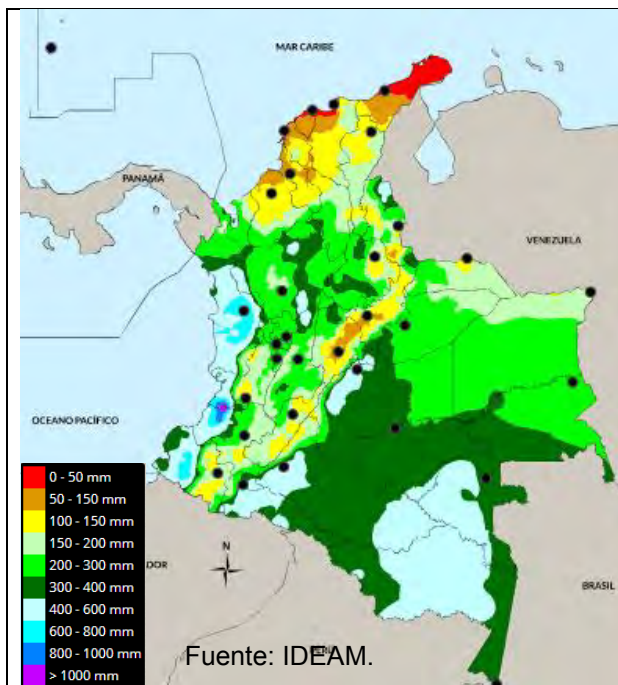 MAR CARIBE
PANAMÁ
VENEZUELA
OCEANO PACÍFICO
0 - 50 mm
50 - 150 mm
100 - 150 mm
150 - 200 mm
200 - 300 mm
300 - 400 mm
400 - 600 mm
600 - 800 mm
800 - 1000 mm
> 1000 mm
N
DOR
BRASIL
PERÚ
Fuente: IDEAM.